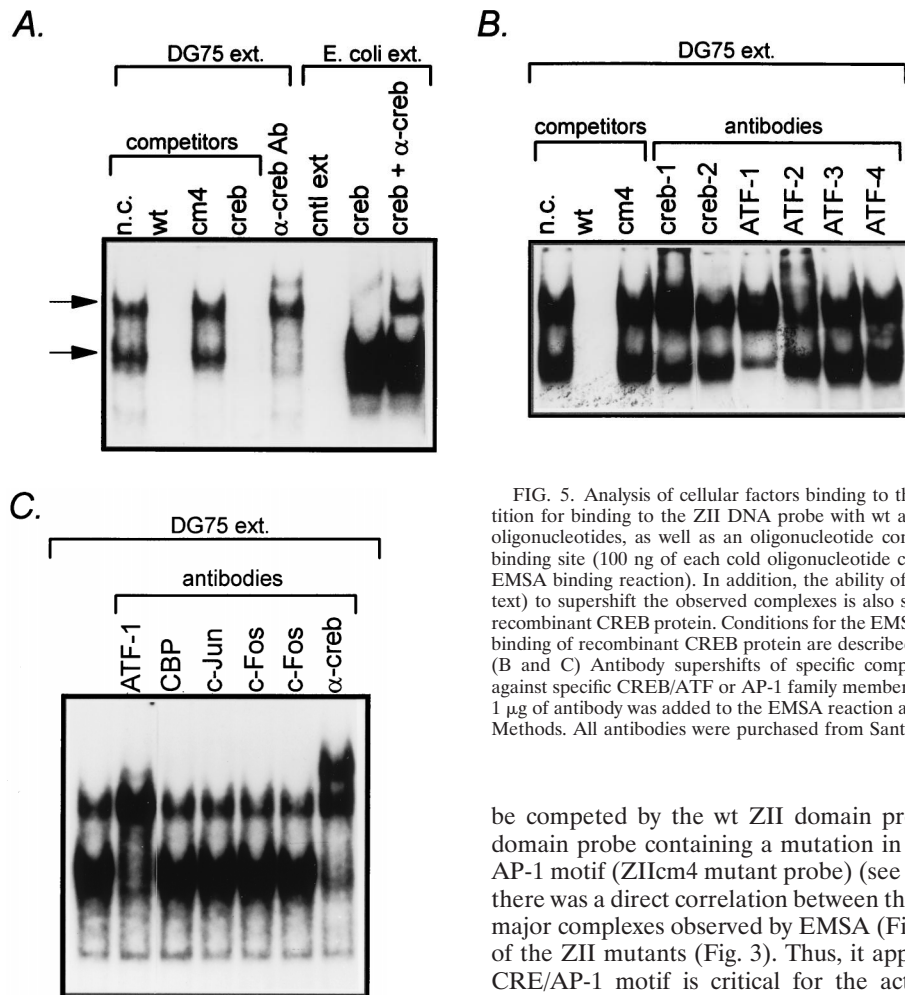 A.
DG75 ext.
E. coli ext.
competitors
n.c.
wt
cm4
creb
α-creb Ab
cntl ext
creb
creb + α-creb
B.
DG75 ext.
competitors
antibodies
n.c.
wt
cm4
creb-1
creb-2
ATF-1
ATF-2
ATF-3
ATF-4
C.
DG75 ext.
antibodies
ATF-1
CBP
c-Jun
c-Fos
c-Fos
α-creb
FIG. 5. Analysis of cellular factors binding to th
tition for binding to the ZII DNA probe with wt a
oligonucleotides, as well as an oligonucleotide con
binding site (100 ng of each cold oligonucleotide c
EMSA binding reaction). In addition, the ability of
text) to supershift the observed complexes is also s
recombinant CREB protein. Conditions for the EMS
binding of recombinant CREB protein are described
(B and C) Antibody supershifts of specific comp
against specific CREB/ATF or AP-1 family member
1 μg of antibody was added to the EMSA reaction a
Methods. All antibodies were purchased from Sant
be competed by the wt ZII domain pr
domain probe containing a mutation in
AP-1 motif (ZIIcm4 mutant probe) (see
there was a direct correlation between th
major complexes observed by EMSA (Fi
of the ZII mutants (Fig. 3). Thus, it app
CRE/AP-1 motif is critical for the act